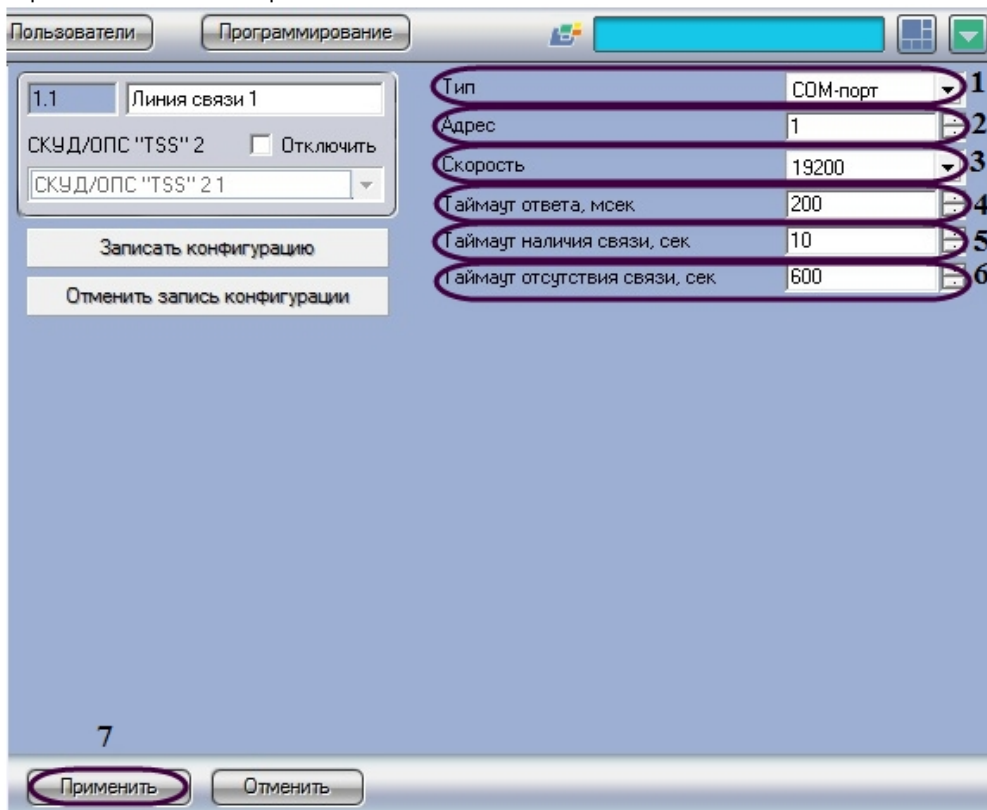 Пользователи
Программирование
1.1
Линия связи 1
СКУД/ОПС "TSS" 2
Отключить
СКУД/ОПС "TSS" 2 1
Записать конфигурацию
Отменить запись конфигурации
Тип COM-порт 1
Адрес 1 2
Скорость 19200 3
Таймаут ответа, мсек 200 4
Таймаут наличия связи, сек 10 5
Таймаут отсутствия связи, сек 600 6
7
Применить
Отменить